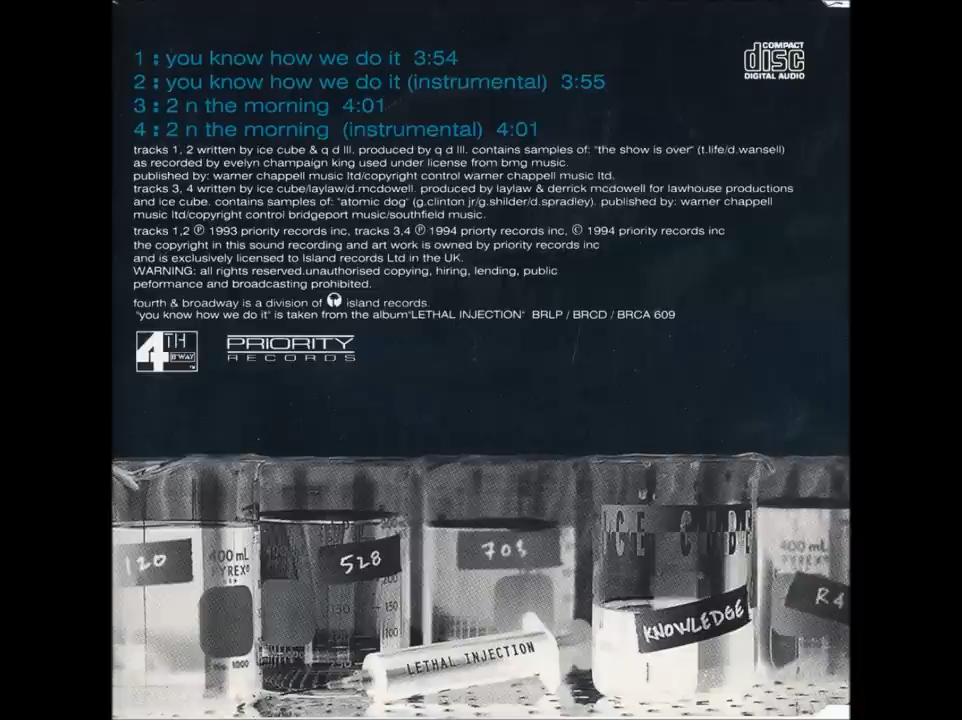 COMPACT
disc
DIGITAL AUDIO
1 : you know how we do it 3:54
2 : you know how we do it (instrumental) 3:55
3 : 2 n the morning 4:01
4 : 2 n the morning (instrumental) 4:01
tracks 1, 2 written by ice cube & q d lll. produced by q d lll. contains samples of: "the show is over" (t.life/d.wansell)
as recorded by evelyn champaign king used under license from bmg music.
published by: warner chappell music ltd/copyright control warner chappell music ltd.
tracks 3, 4 written by ice cube/laylaw/d.mcdowell. produced by laylaw & derrick mcdowell for lawhouse productions
and ice cube. contains samples of: "atomic dog" (g.clinton jr/g.shilder/d.spradley). published by: warner chappell
music ltd/copyright control bridgeport music/southfield music.
tracks 1,2 ℗ 1993 priority records inc, tracks 3,4 ℗ 1994 priorty records inc, © 1994 priority records inc
the copyright in this sound recording and art work is owned by priority records inc
and is exclusively licensed to Island records Ltd in the UK.
WARNING: all rights reserved.unauthorised copying, hiring, lending, public
peformance and broadcasting prohibited.
fourth & broadway is a division of island records.
"you know how we do it" is taken from the album"LETHAL INJECTION" BRLP / BRCD / BRCA 609
4TH B'WAY TM
PRIORITY
RECORDS
ICE CUBE
120
400 mL
PYREX®
528
701
400 mL
R4
150
150
100
KNOWLEDGE
LETHAL INJECTION
1000